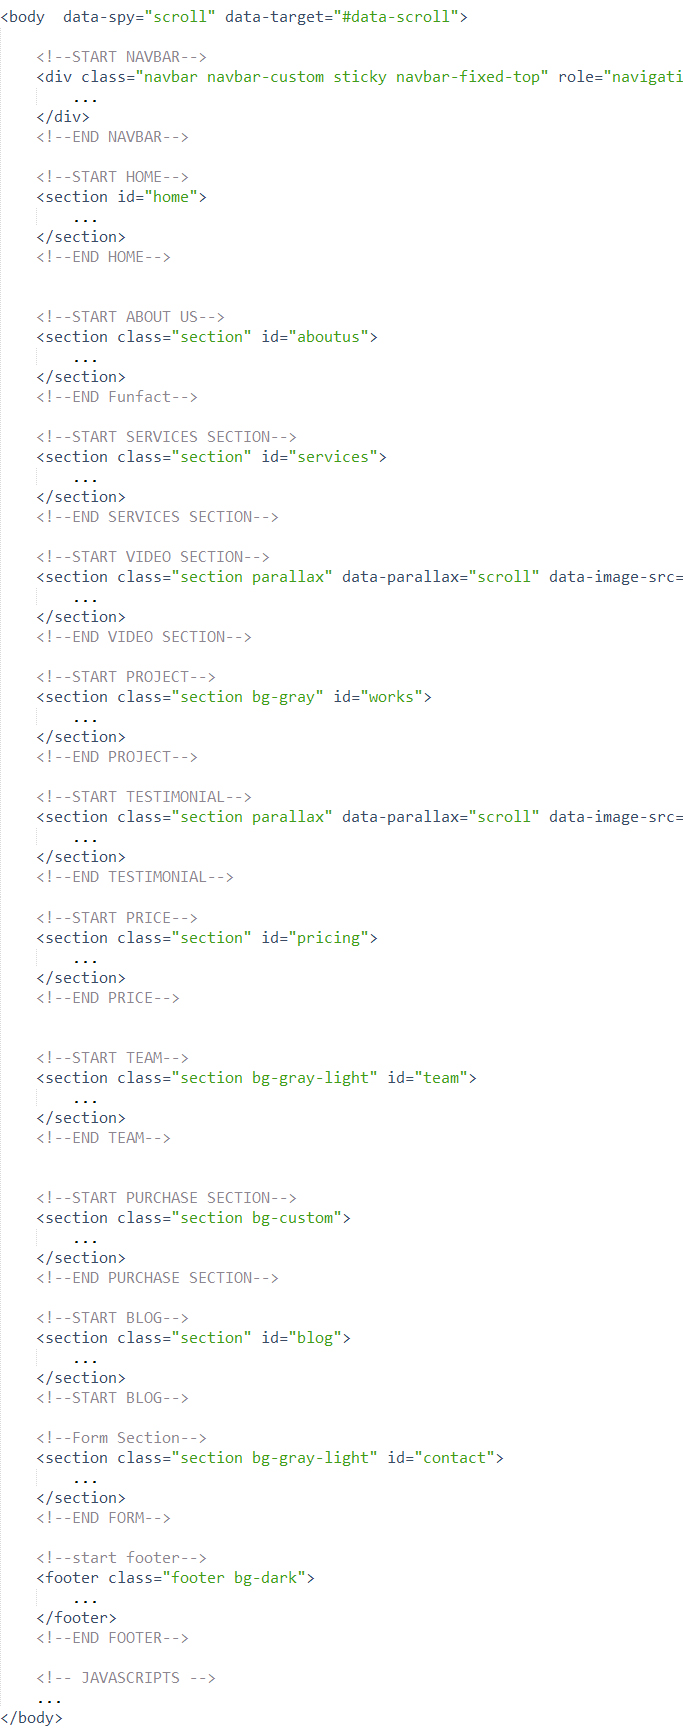 <body  data-spy="scroll" data-target="#data-scroll">
<!--START NAVBAR-->
<div class="navbar navbar-custom sticky navbar-fixed-top" role="navigati
...
</div>
<!--END NAVBAR-->
<!--START HOME-->
<section id="home">
...
</section>
<!--END HOME-->
<!--START ABOUT US-->
<section class="section" id="aboutus">
...
</section>
<!--END Funfact-->
<!--START SERVICES SECTION-->
<section class="section" id="services">
...
</section>
<!--END SERVICES SECTION-->
<!--START VIDEO SECTION-->
<section class="section parallax" data-parallax="scroll" data-image-src=
...
</section>
<!--END VIDEO SECTION-->
<!--START PROJECT-->
<section class="section bg-gray" id="works">
...
</section>
<!--END PROJECT-->
<!--START TESTIMONIAL-->
<section class="section parallax" data-parallax="scroll" data-image-src=
...
</section>
<!--END TESTIMONIAL-->
<!--START PRICE-->
<section class="section" id="pricing">
...
</section>
<!--END PRICE-->
<!--START TEAM-->
<section class="section bg-gray-light" id="team">
...
</section>
<!--END TEAM-->
<!--START PURCHASE SECTION-->
<section class="section bg-custom">
...
</section>
<!--END PURCHASE SECTION-->
<!--START BLOG-->
<section class="section" id="blog">
...
</section>
<!--START BLOG-->
<!--Form Section-->
<section class="section bg-gray-light" id="contact">
...
</section>
<!--END FORM-->
<!--start footer-->
<footer class="footer bg-dark">
...
</footer>
<!--END FOOTER-->
<!-- JAVASCRIPTS -->
...
</body>